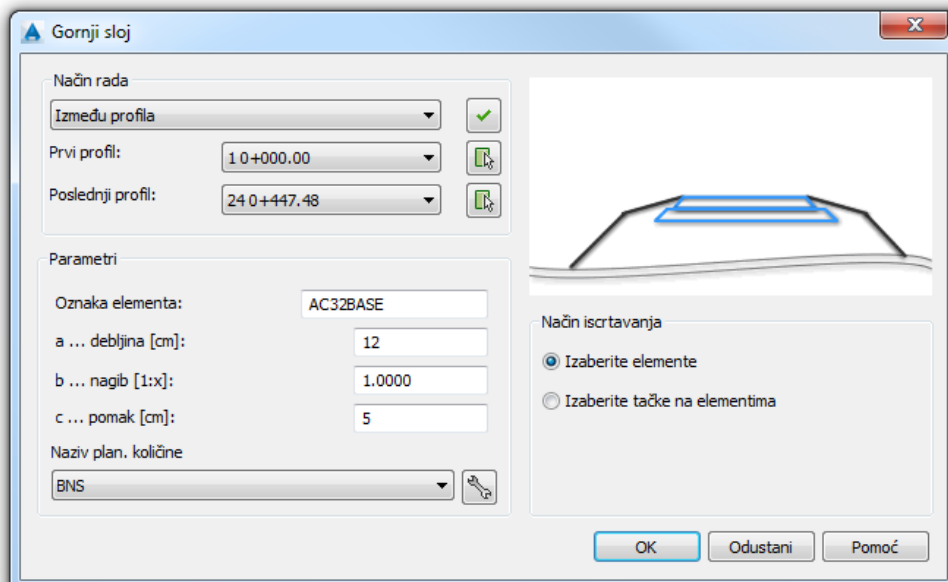 Gornji sloj
Način rada
Između profila
Prvi profil: 1 0+000.00
Poslednji profil: 24 0+447.48
Parametri
Oznaka elementa: AC32BASE
a ... debljina [cm]: 12
b ... nagib [1:x]: 1.0000
c ... pomak [cm]: 5
Naziv plan. količine
BNS
Način iscrtavanja
Izaberite elemente
Izaberite tačke na elementima
OK Odustani Pomoć